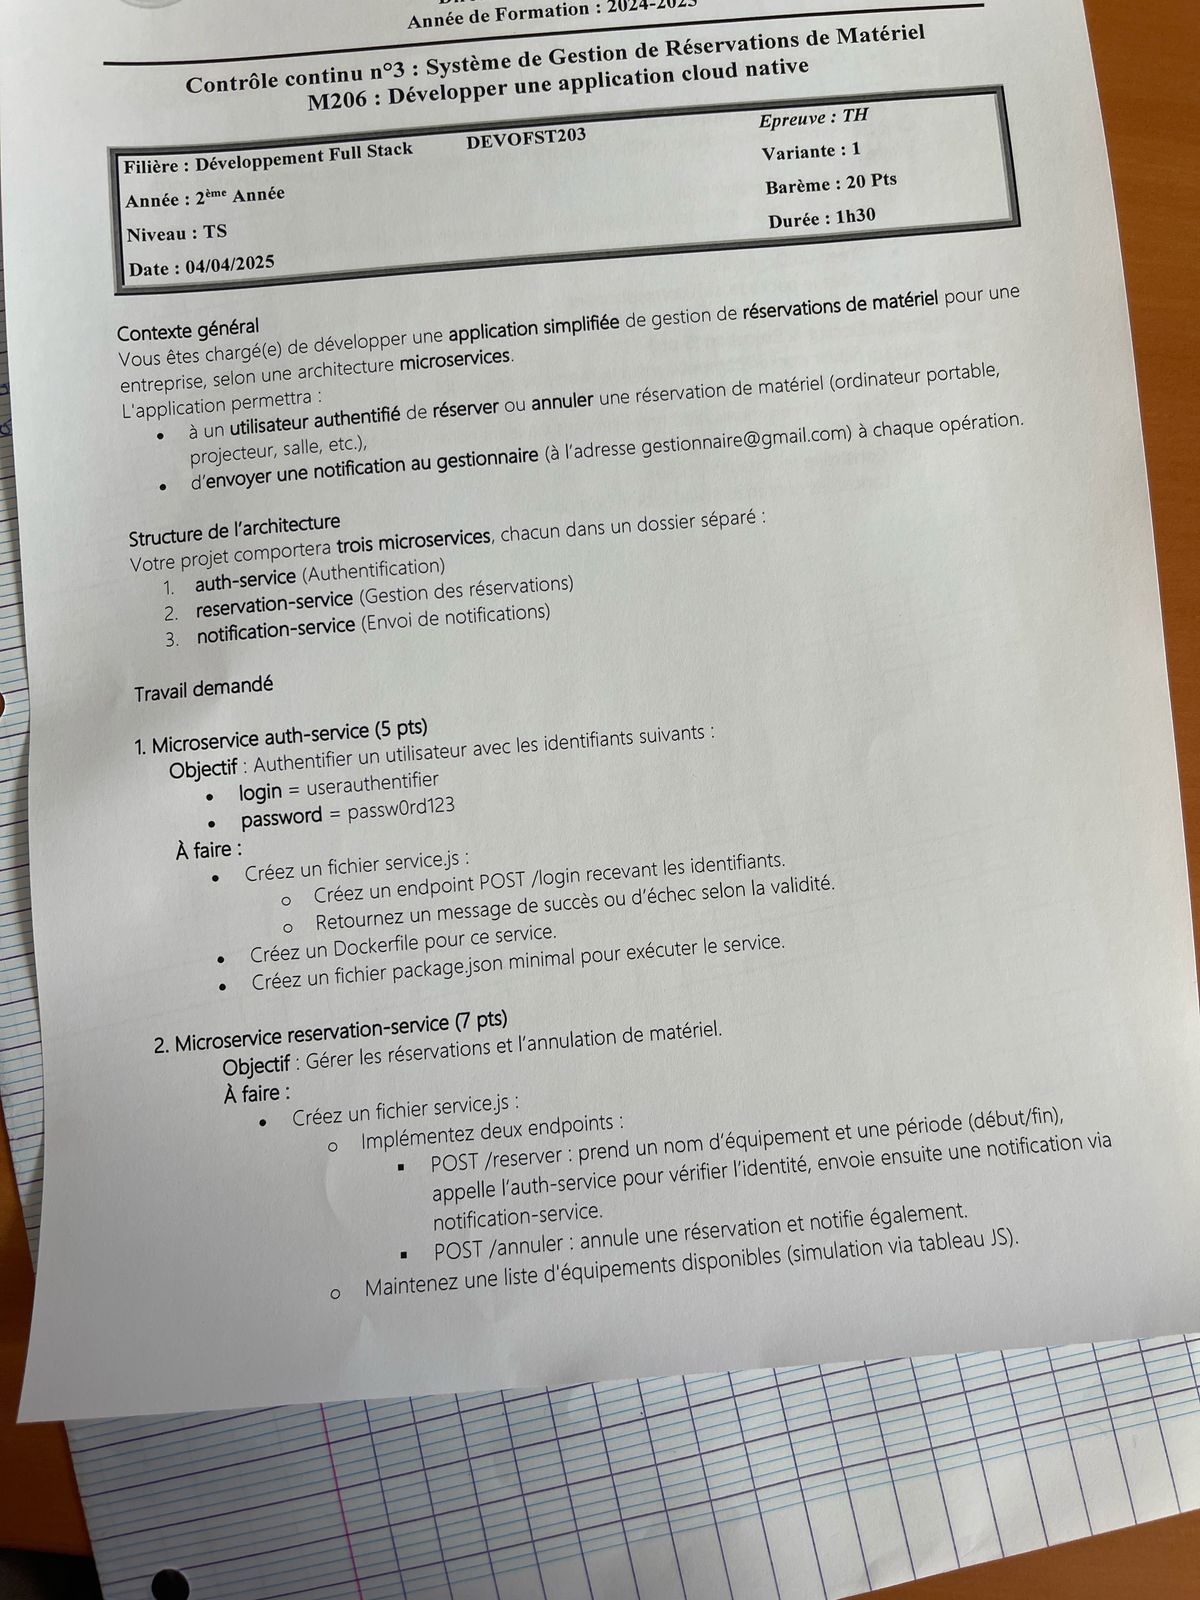 Année de Formation : 2024-2025
Contrôle continu n°3 : Système de Gestion de Réservations de Matériel
M206 : Développer une application cloud native
Filière : Développement Full Stack DEVOFST203 Epreuve : TH
Année : 2ème Année Variante : 1
Niveau : TS Barème : 20 Pts
Date : 04/04/2025 Durée : 1h30
Contexte général
Vous êtes chargé(e) de développer une application simplifiée de gestion de réservations de matériel pour une
entreprise, selon une architecture microservices.
L'application permettra :
• à un utilisateur authentifié de réserver ou annuler une réservation de matériel (ordinateur portable,
projecteur, salle, etc.),
• d'envoyer une notification au gestionnaire (à l'adresse gestionnaire@gmail.com) à chaque opération.
Structure de l'architecture
Votre projet comportera trois microservices, chacun dans un dossier séparé :
1. auth-service (Authentification)
2. reservation-service (Gestion des réservations)
3. notification-service (Envoi de notifications)
Travail demandé
1. Microservice auth-service (5 pts)
Objectif : Authentifier un utilisateur avec les identifiants suivants :
• login = userauthentifier
• password = passw0rd123
À faire :
• Créez un fichier service.js :
o Créez un endpoint POST /login recevant les identifiants.
o Retournez un message de succès ou d'échec selon la validité.
• Créez un Dockerfile pour ce service.
• Créez un fichier package.json minimal pour exécuter le service.
2. Microservice reservation-service (7 pts)
Objectif : Gérer les réservations et l'annulation de matériel.
À faire :
• Créez un fichier service.js :
o Implémentez deux endpoints :
▪ POST /reserver : prend un nom d'équipement et une période (début/fin),
appelle l'auth-service pour vérifier l'identité, envoie ensuite une notification via
notification-service.
▪ POST /annuler : annule une réservation et notifie également.
o Maintenez une liste d'équipements disponibles (simulation via tableau JS).